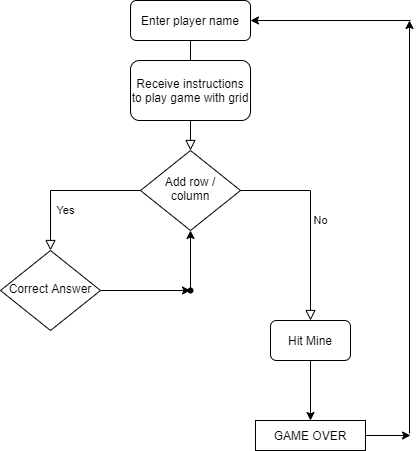 Enter player name
Receive instructions
to play game with grid
Add row /
column
Yes
No
Correct Answer
Hit Mine
GAME OVER